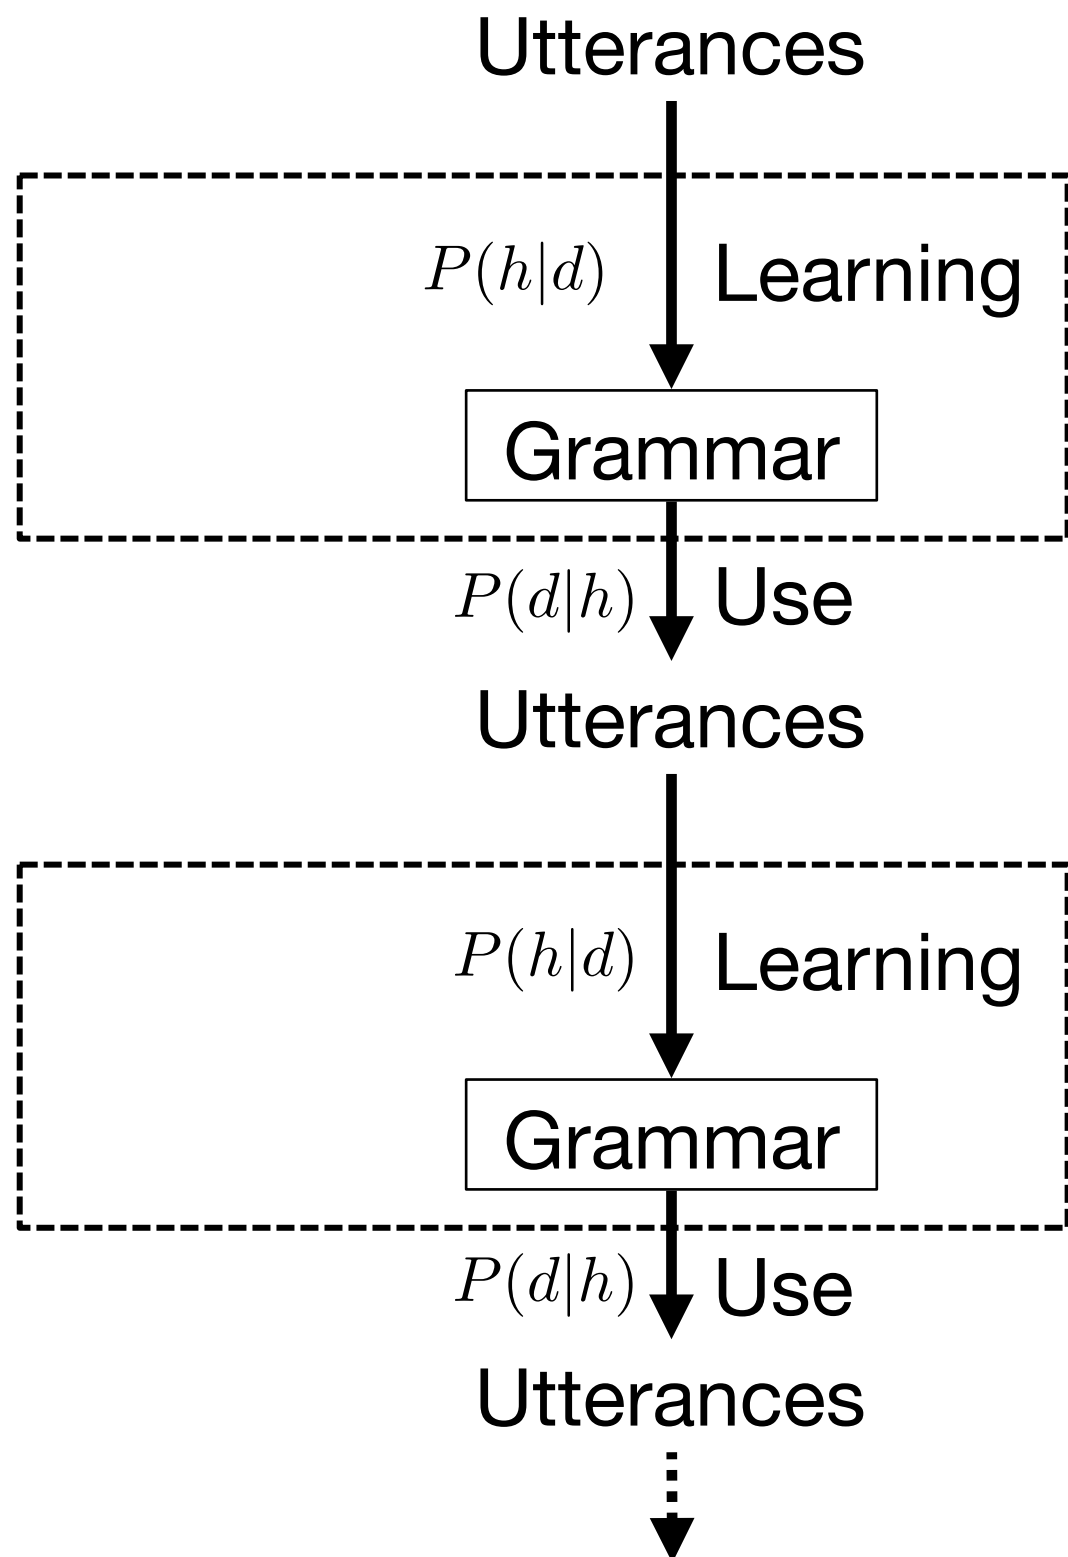 Utterances
P(h|d) Learning
Grammar
P(d|h) Use
Utterances
P(h|d) Learning
Grammar
P(d|h) Use
Utterances